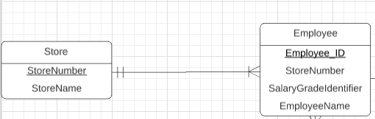 Store
StoreNumber
StoreName
Employee
Employee_ID
StoreNumber
SalaryGradeIdentifier
EmployeeName